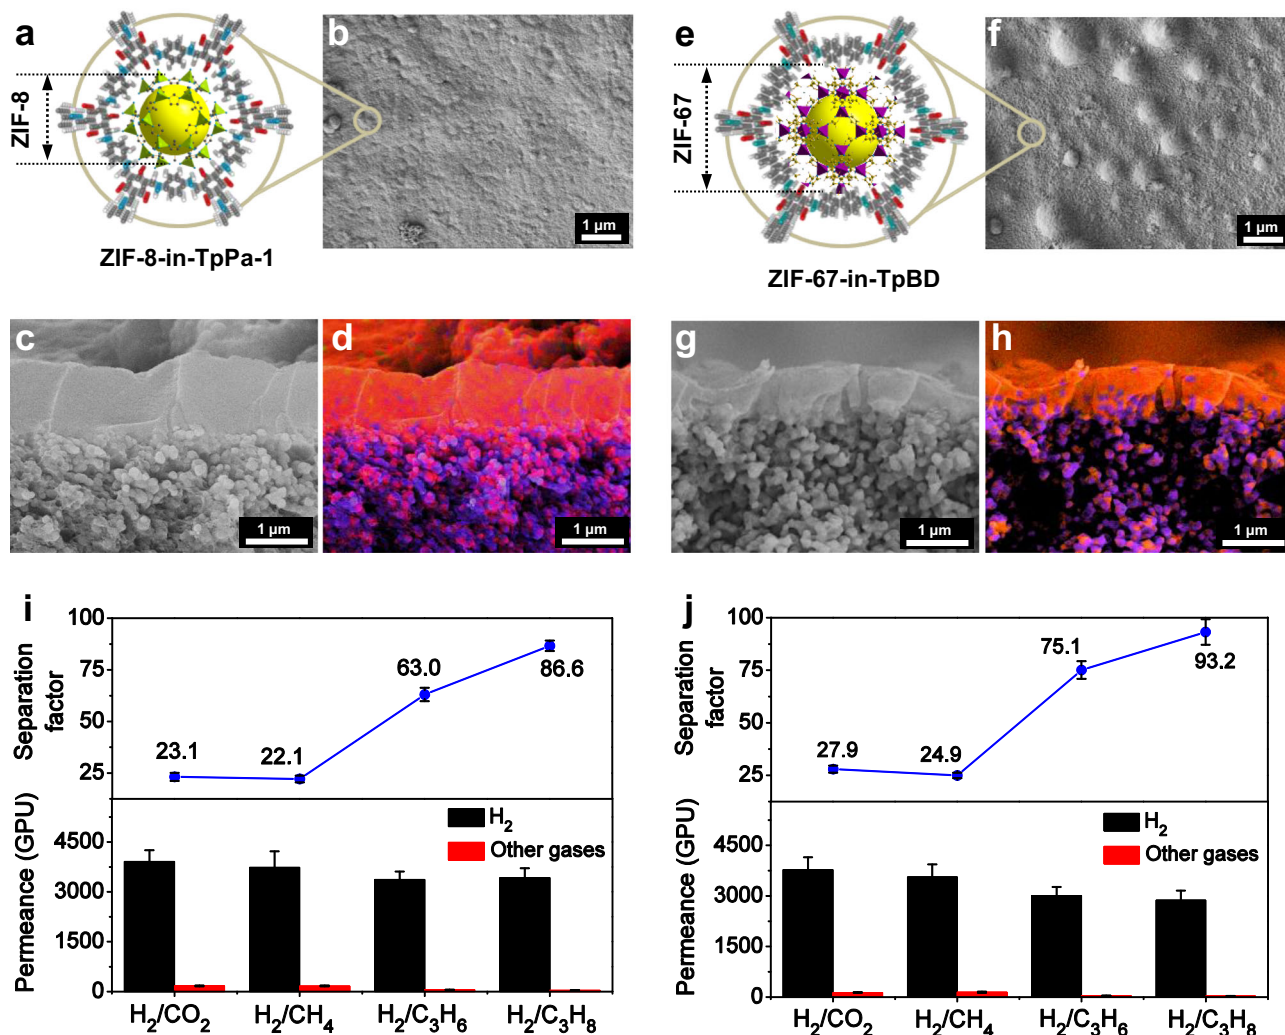 a
ZIF-8
ZIF-8-in-TpPa-1
b
1 µm
e
ZIF-67
ZIF-67-in-TpBD
f
1 µm
c
1 µm
d
1 µm
g
1 µm
h
1 µm
i
Separation
factor
100
75
50
25
23.1
22.1
63.0
86.6
Permeance (GPU)
4500
3000
1500
0
H₂
Other gases
H₂/CO₂
H₂/CH₄
H₂/C₃H₆
H₂/C₃H₈
j
Separation
factor
100
75
50
25
27.9
24.9
75.1
93.2
Permeance (GPU)
4500
3000
1500
0
H₂
Other gases
H₂/CO₂
H₂/CH₄
H₂/C₃H₆
H₂/C₃H₈